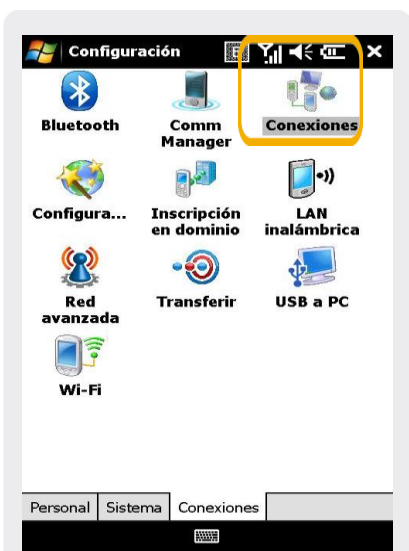 Configuración
Bluetooth
Comm
Manager
Conexiones
Configura...
Inscripción
en dominio
LAN
inalámbrica
Red
avanzada
Transferir
USB a PC
Wi-Fi
Personal Sistema Conexiones